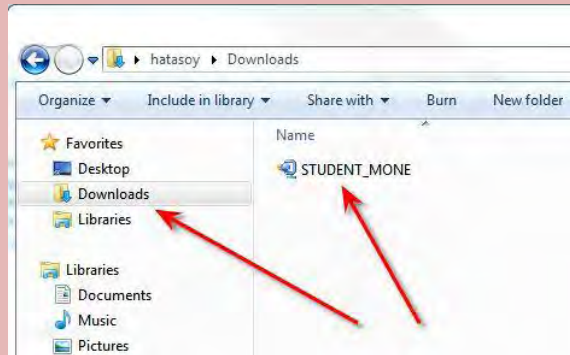 hatasoy Downloads
Organize Include in library Share with Burn New folder
Favorites
Desktop
Downloads
Libraries
Libraries
Documents
Music
Pictures
Name
STUDENT_MONE